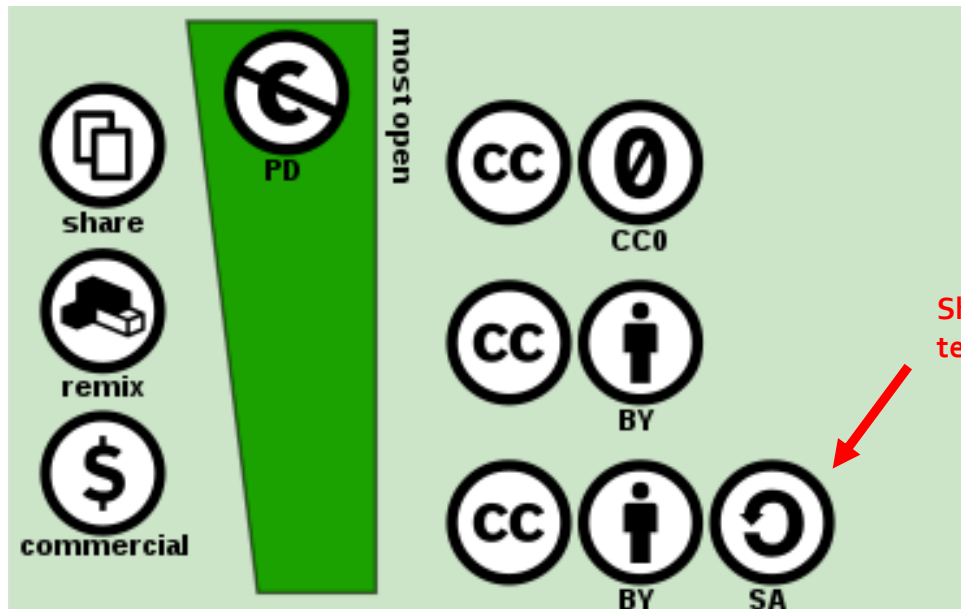 most open
PD
share
remix
$
commercial
CC 0
CC0
CC
BY
CC
BY SA